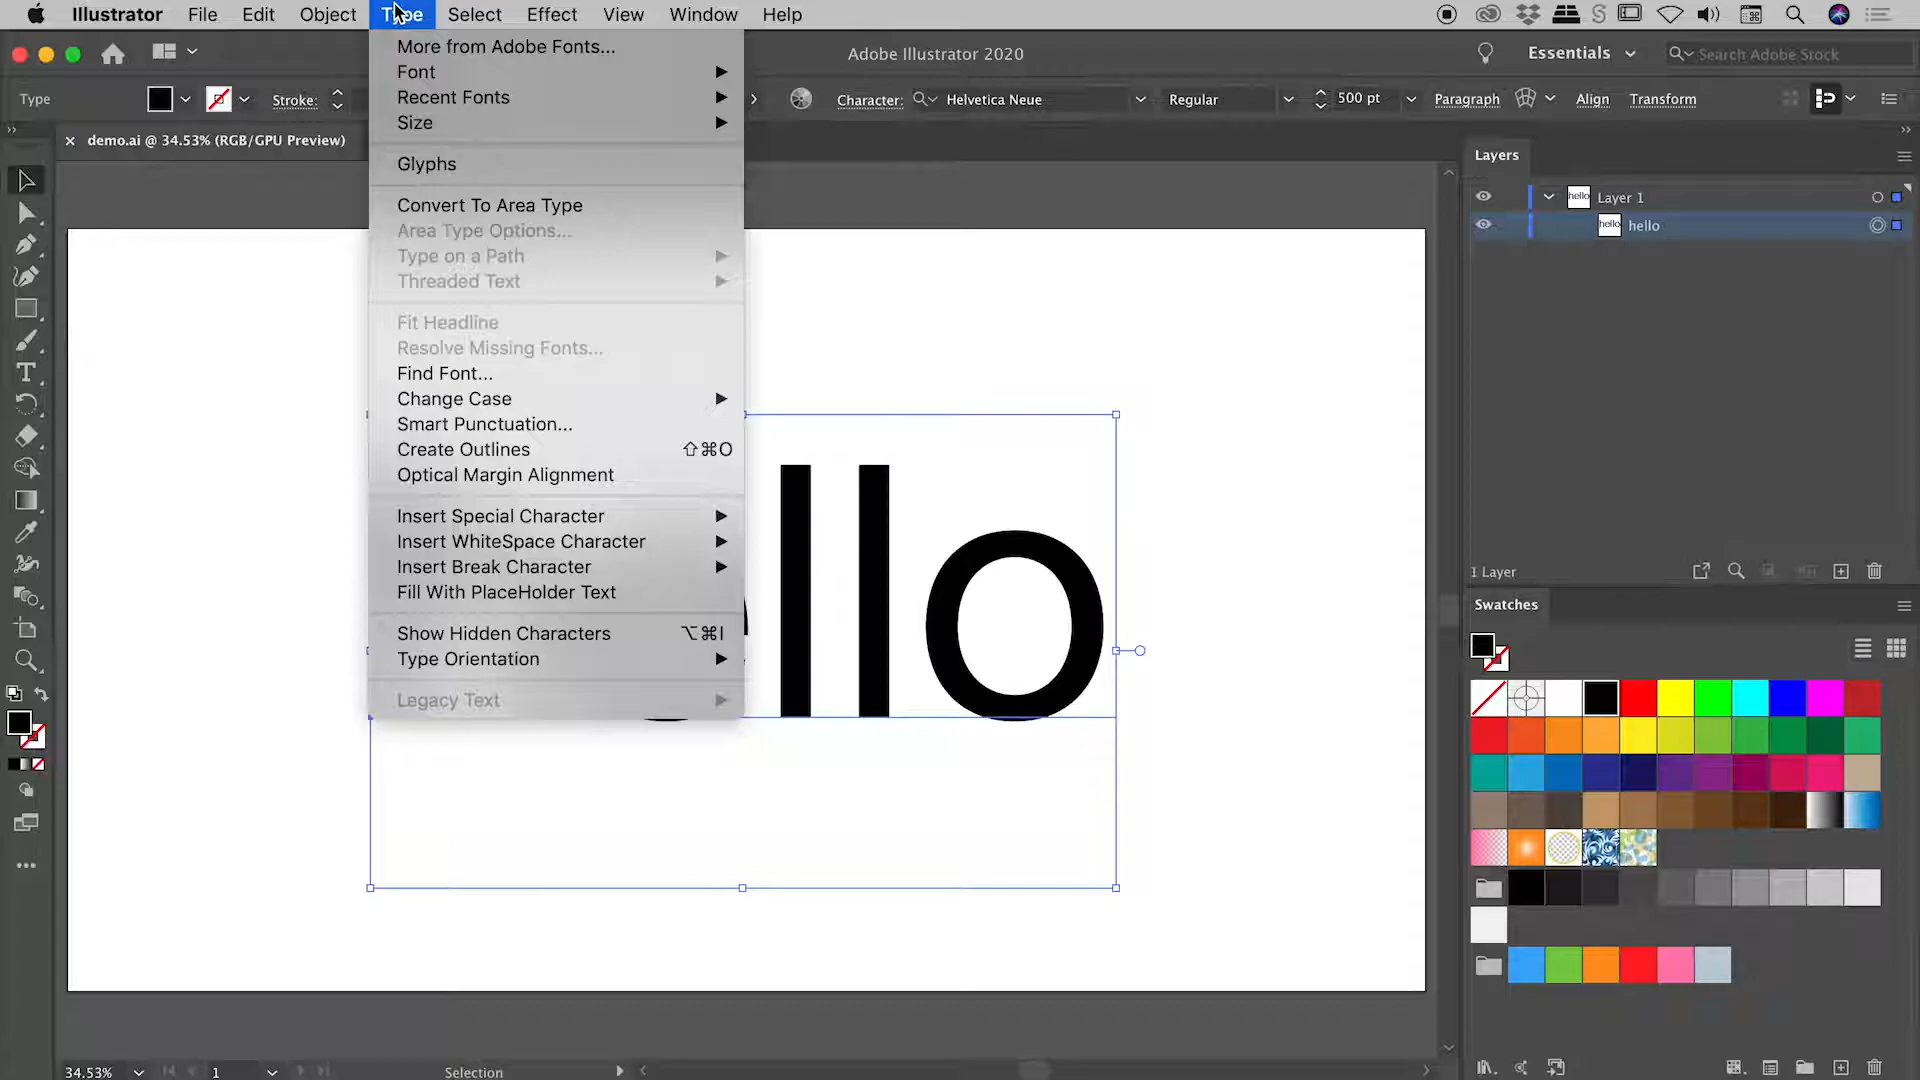 Illustrator File Edit Object Type Select Effect View Window Help
Adobe Illustrator 2020
Essentials
Search Adobe Stock
Type
Stroke:
Character:
Helvetica Neue
Regular
500 pt
Paragraph
Align
Transform
demo.ai @ 34.53% (RGB/GPU Preview)
More from Adobe Fonts...
Font
Recent Fonts
Size
Glyphs
Convert To Area Type
Area Type Options...
Type on a Path
Threaded Text
Fit Headline
Resolve Missing Fonts...
Find Font...
Change Case
Smart Punctuation...
Create Outlines ⇧⌘O
Optical Margin Alignment
Insert Special Character
Insert WhiteSpace Character
Insert Break Character
Fill With PlaceHolder Text
Show Hidden Characters ⌥⌘I
Type Orientation
Legacy Text
llo
Layers
hello Layer 1
hello hello
1 Layer
Swatches
34.53%
1
Selection